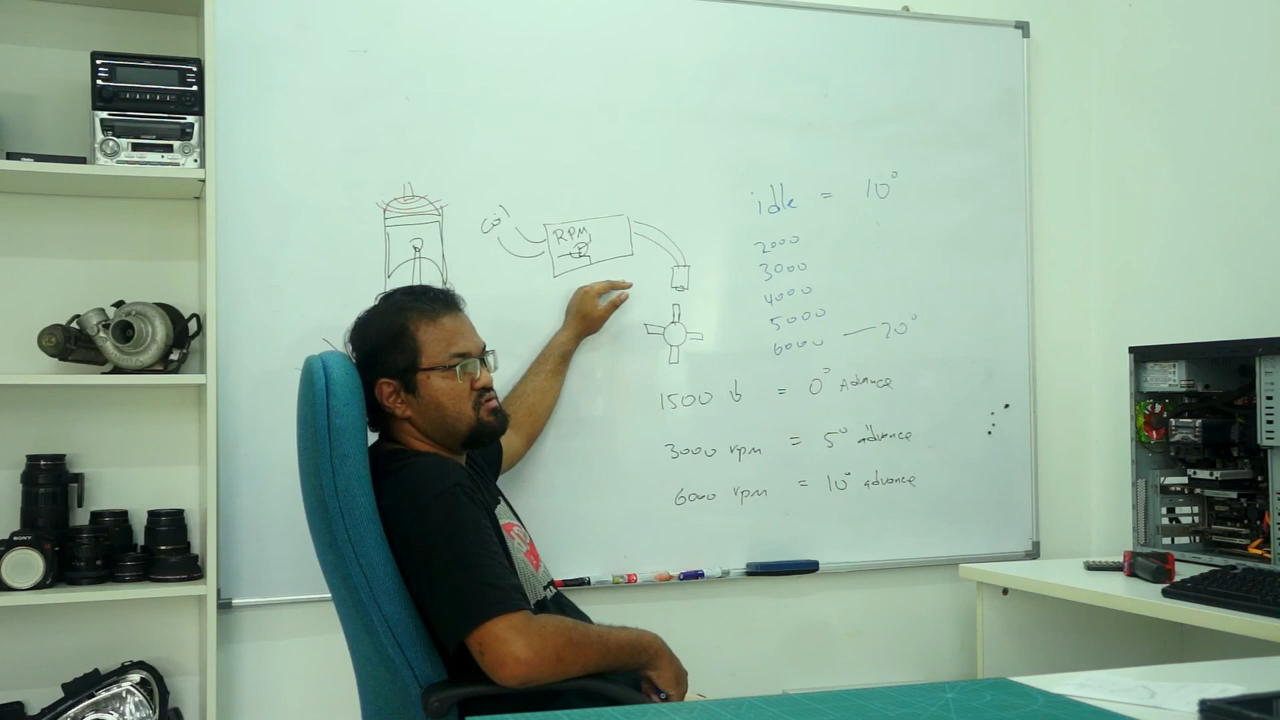 idle = 10°
RPM
2000
3000
4000
5000
6000 — 20°
1500 = 0° Advance
3000 rpm = 5° advance
6000 rpm = 10° advance
SONY